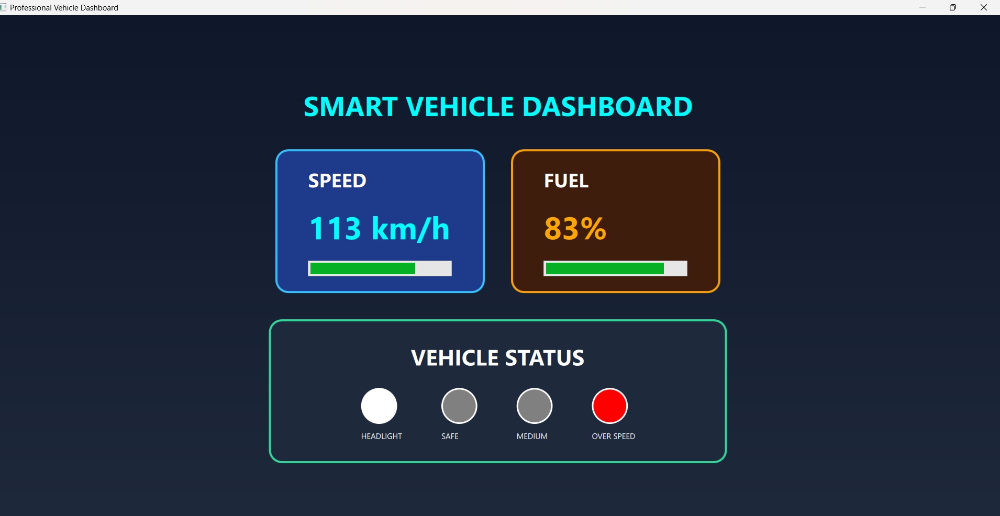 Professional Vehicle Dashboard
SMART VEHICLE DASHBOARD
SPEED
113 km/h
FUEL
83%
VEHICLE STATUS
HEADLIGHT
SAFE
MEDIUM
OVER SPEED